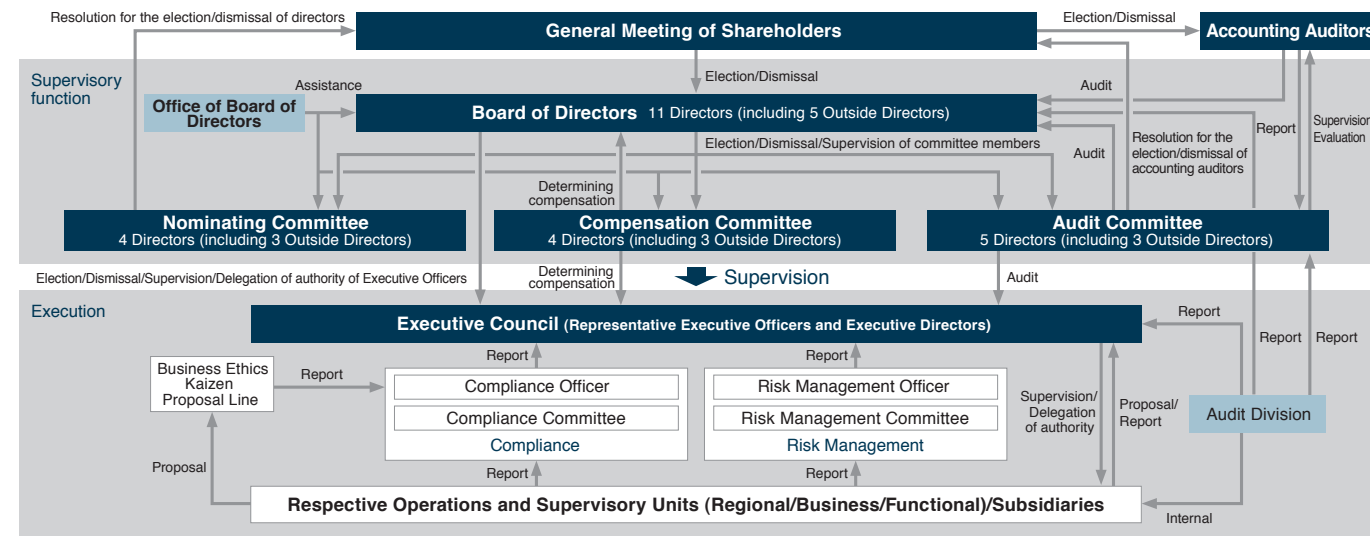 Resolution for the election/dismissal of directors
General Meeting of Shareholders
Election/Dismissal
Accounting Auditors
Supervisory
function
Election/Dismissal
Assistance
Office of Board of
Directors
Board of Directors 11 Directors (including 5 Outside Directors)
Audit
Election/Dismissal/Supervision of committee members
Audit
Resolution for the
election/dismissal of
accounting auditors
Report
Supervision
Evaluation
Determining
compensation
Nominating Committee
4 Directors (including 3 Outside Directors)
Compensation Committee
4 Directors (including 3 Outside Directors)
Audit Committee
5 Directors (including 3 Outside Directors)
Election/Dismissal/Supervision/Delegation of authority of Executive Officers
Determining
compensation
Supervision
Audit
Execution
Executive Council (Representative Executive Officers and Executive Directors)
Report
Report
Report
Report
Report
Business Ethics
Kaizen
Proposal Line
Report
Compliance Officer
Compliance Committee
Compliance
Risk Management Officer
Risk Management Committee
Risk Management
Supervision/
Delegation
of authority
Proposal/
Report
Audit Division
Proposal
Report
Report
Respective Operations and Supervisory Units (Regional/Business/Functional)/Subsidiaries
Internal